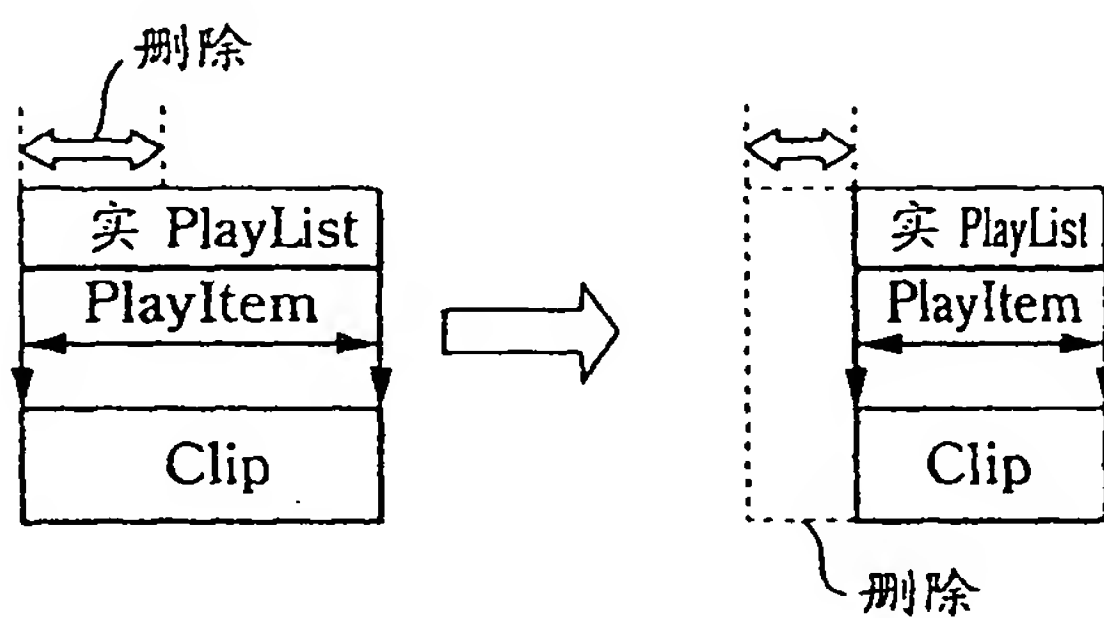 删除
实 PlayList
PlayItem
Clip
实 PlayList
PlayItem
Clip
删除